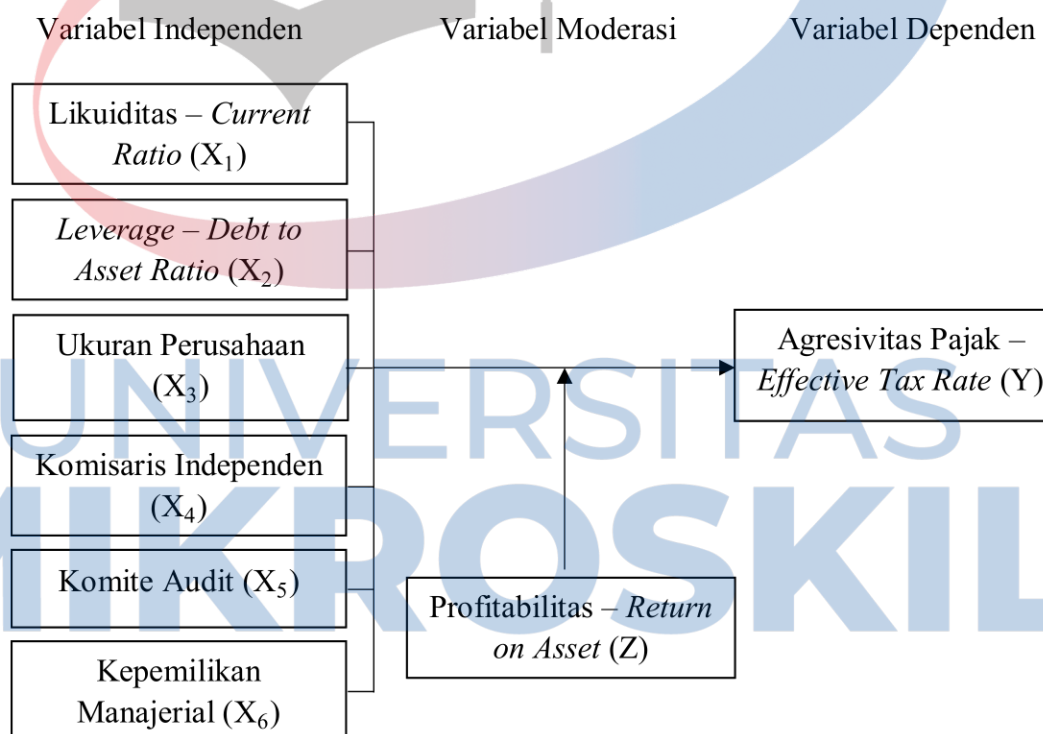 Variabel Independen
Variabel Moderasi
Variabel Dependen
Likuiditas – Current
Ratio (X₁)
Leverage – Debt to
Asset Ratio (X₂)
Ukuran Perusahaan
(X₃)
Komisaris Independen
(X₄)
Komite Audit (X₅)
Kepemilikan
Manajerial (X₆)
Profitabilitas – Return
on Asset (Z)
Agresivitas Pajak –
Effective Tax Rate (Y)
UNIVERSITAS
MIKROSKIL